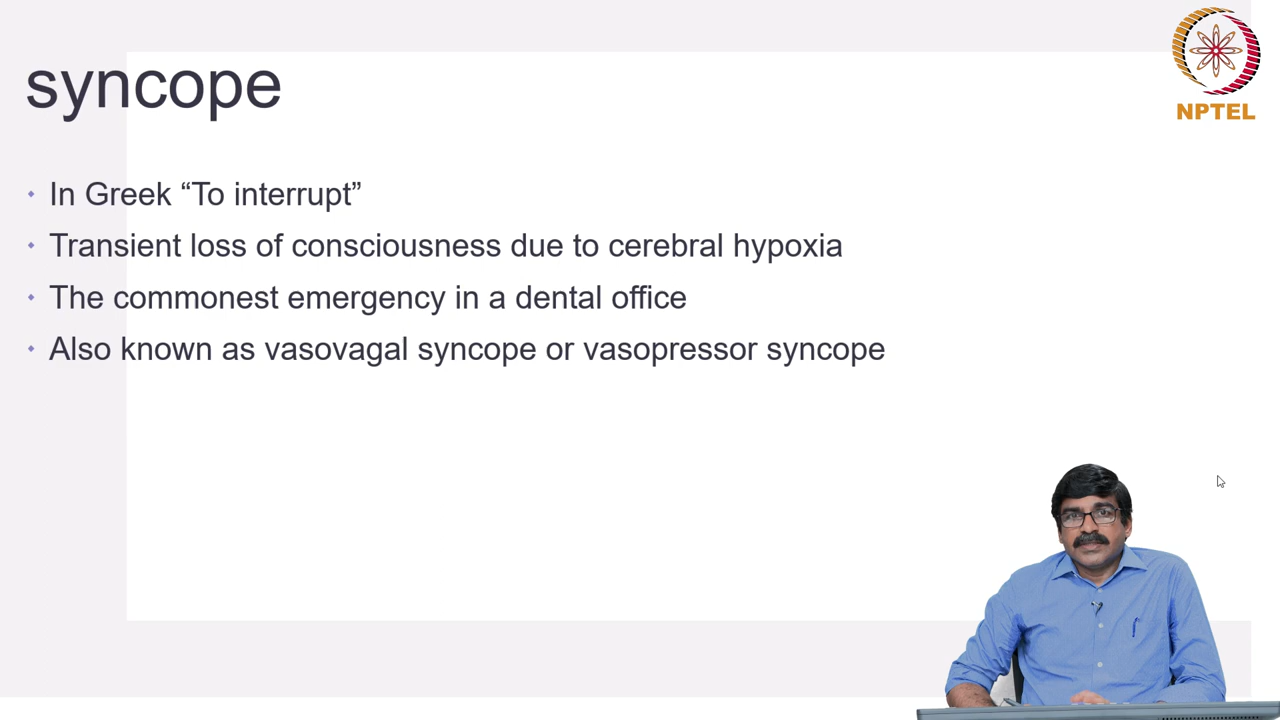 syncope
NPTEL
In Greek “To interrupt”
Transient loss of consciousness due to cerebral hypoxia
The commonest emergency in a dental office
Also known as vasovagal syncope or vasopressor syncope